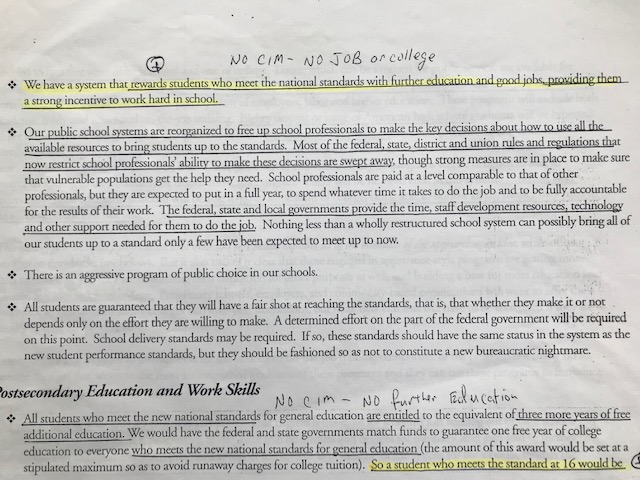 ① NO CIM - NO JOB or college
❖ We have a system that rewards students who meet the national standards with further education and good jobs, providing them
a strong incentive to work hard in school.
❖ Our public school systems are reorganized to free up school professionals to make the key decisions about how to use all the
available resources to bring students up to the standards. Most of the federal, state, district and union rules and regulations that
now restrict school professionals' ability to make these decisions are swept away, though strong measures are in place to make sure
that vulnerable populations get the help they need. School professionals are paid at a level comparable to that of other
professionals, but they are expected to put in a full year, to spend whatever time it takes to do the job and to be fully accountable
for the results of their work. The federal, state and local governments provide the time, staff development resources, technology
and other support needed for them to do the job. Nothing less than a wholly restructured school system can possibly bring all of
our students up to a standard only a few have been expected to meet up to now.
❖ There is an aggressive program of public choice in our schools.
❖ All students are guaranteed that they will have a fair shot at reaching the standards, that is, that whether they make it or not
depends only on the effort they are willing to make. A determined effort on the part of the federal government will be required
on this point. School delivery standards may be required. If so, these standards should have the same status in the system as the
new student performance standards, but they should be fashioned so as not to constitute a new bureaucratic nightmare.
Postsecondary Education and Work Skills
NO CIM - NO further Education
❖ All students who meet the new national standards for general education are entitled to the equivalent of three more years of free
additional education. We would have the federal and state governments match funds to guarantee one free year of college
education to everyone who meets the new national standards for general education (the amount of this award would be set at a
stipulated maximum so as to avoid runaway charges for college tuition). So a student who meets the standard at 16 would be